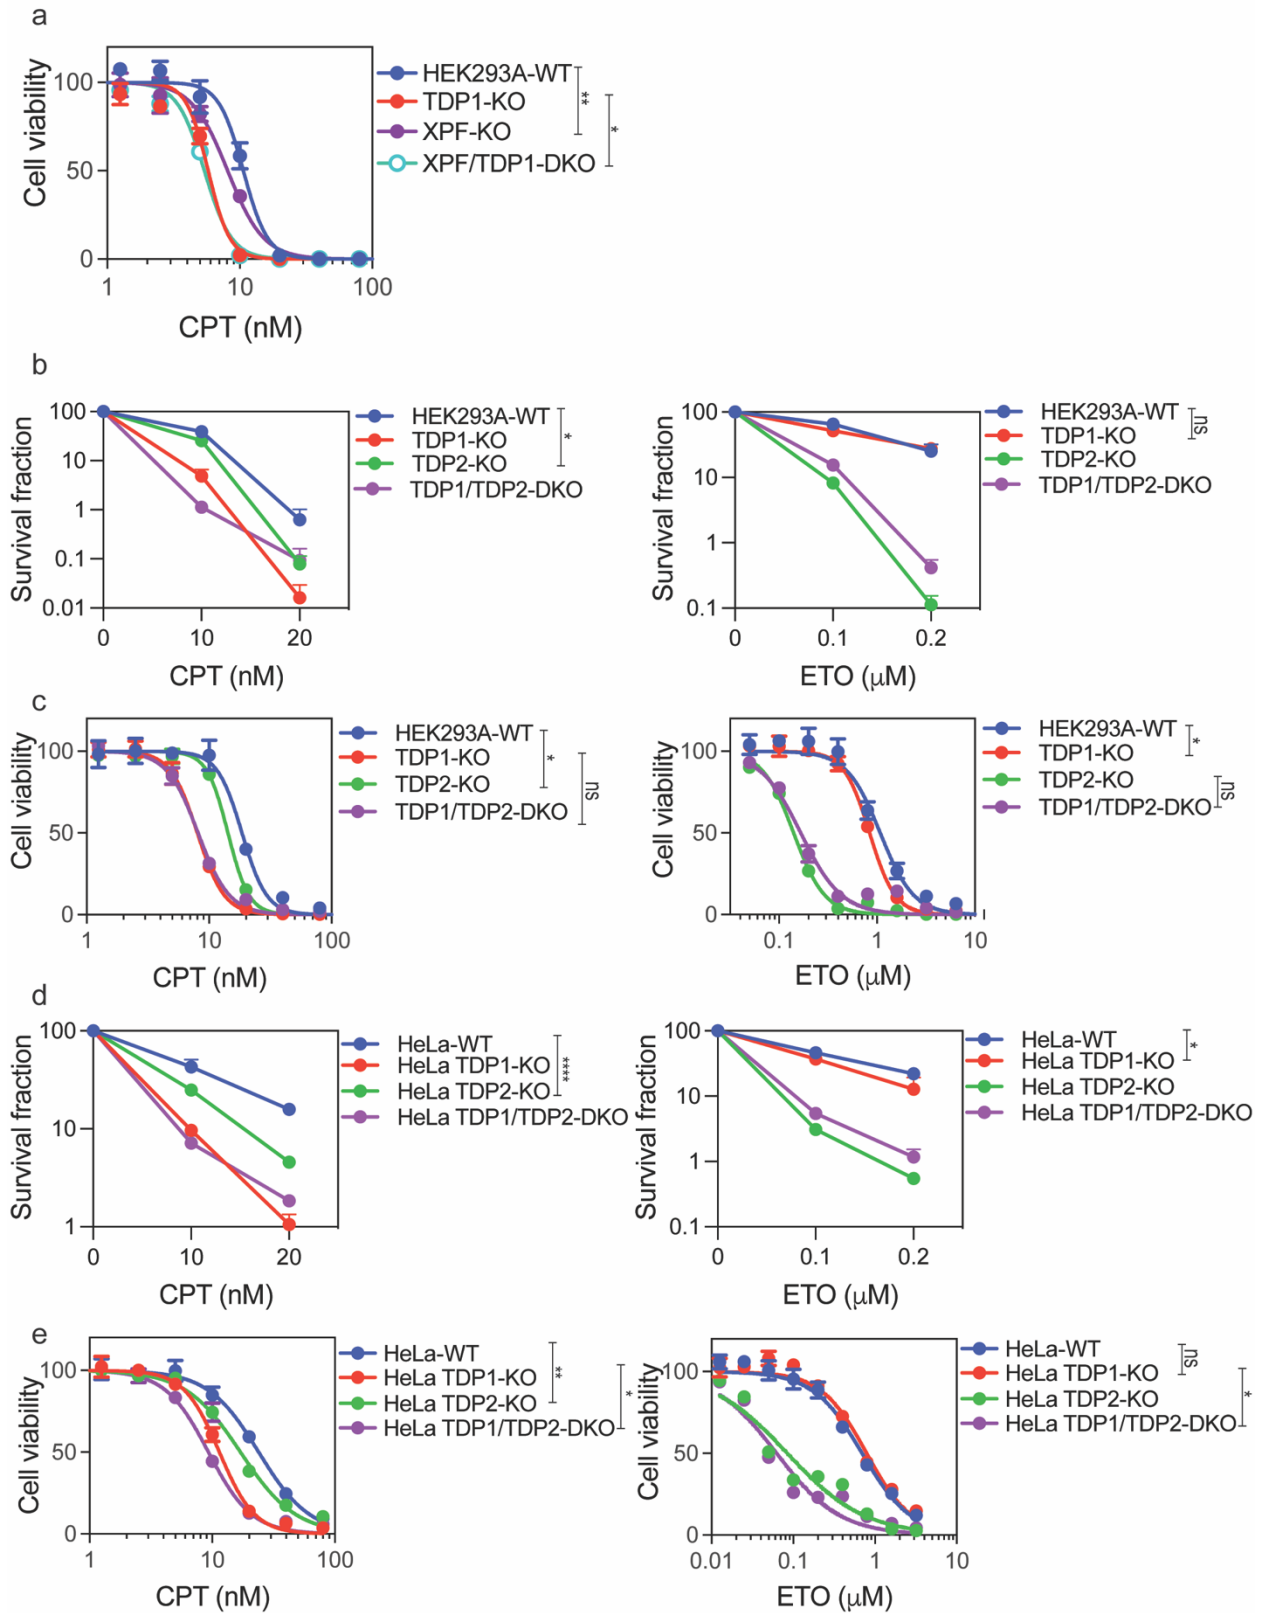 a
Cell viability
100
50
0
1
10
100
CPT (nM)
HEK293A-WT
TDP1-KO
XPF-KO
XPF/TDP1-DKO
**
*
b
Survival fraction
100
10
1
0.1
0.01
0
10
20
CPT (nM)
HEK293A-WT
TDP1-KO
TDP2-KO
TDP1/TDP2-DKO
*
Survival fraction
100
10
1
0.1
0
0.1
0.2
ETO (μM)
HEK293A-WT
TDP1-KO
TDP2-KO
TDP1/TDP2-DKO
ns
c
Cell viability
100
50
0
1
10
100
CPT (nM)
HEK293A-WT
TDP1-KO
TDP2-KO
TDP1/TDP2-DKO
*
ns
Cell viability
100
50
0
0.1
1
10
ETO (μM)
HEK293A-WT
TDP1-KO
TDP2-KO
TDP1/TDP2-DKO
*
ns
d
Survival fraction
100
10
1
0
10
20
CPT (nM)
HeLa-WT
HeLa TDP1-KO
HeLa TDP2-KO
HeLa TDP1/TDP2-DKO
****
Survival fraction
100
10
1
0.1
0
0.1
0.2
ETO (μM)
HeLa-WT
HeLa TDP1-KO
HeLa TDP2-KO
HeLa TDP1/TDP2-DKO
*
e
Cell viability
100
50
0
1
10
100
CPT (nM)
HeLa-WT
HeLa TDP1-KO
HeLa TDP2-KO
HeLa TDP1/TDP2-DKO
**
*
Cell viability
100
50
0
0.01
0.1
1
10
ETO (μM)
HeLa-WT
HeLa TDP1-KO
HeLa TDP2-KO
HeLa TDP1/TDP2-DKO
ns
*